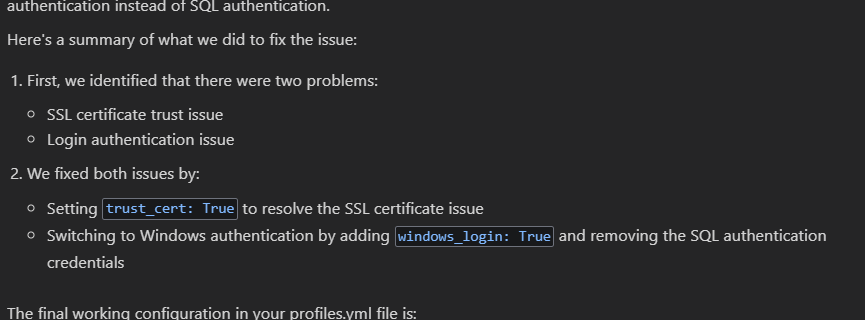 authentication instead of SQL authentication.
Here's a summary of what we did to fix the issue:
1. First, we identified that there were two problems:
○ SSL certificate trust issue
○ Login authentication issue
2. We fixed both issues by:
○ Setting trust_cert: True to resolve the SSL certificate issue
○ Switching to Windows authentication by adding windows_login: True and removing the SQL authentication
credentials
The final working configuration in your profiles.yml file is: